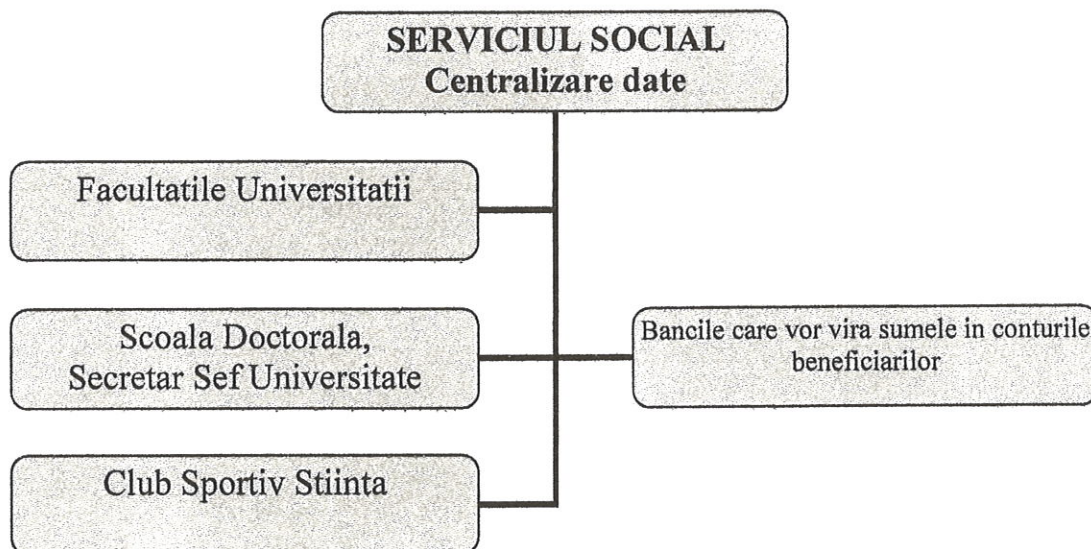 SERVICIUL SOCIAL
Centralizare date
Facultatile Universitatii
Scoala Doctorala,
Secretar Sef Universitate
Bancile care vor vira sumele in conturile
beneficiarilor
Club Sportiv Stiinta